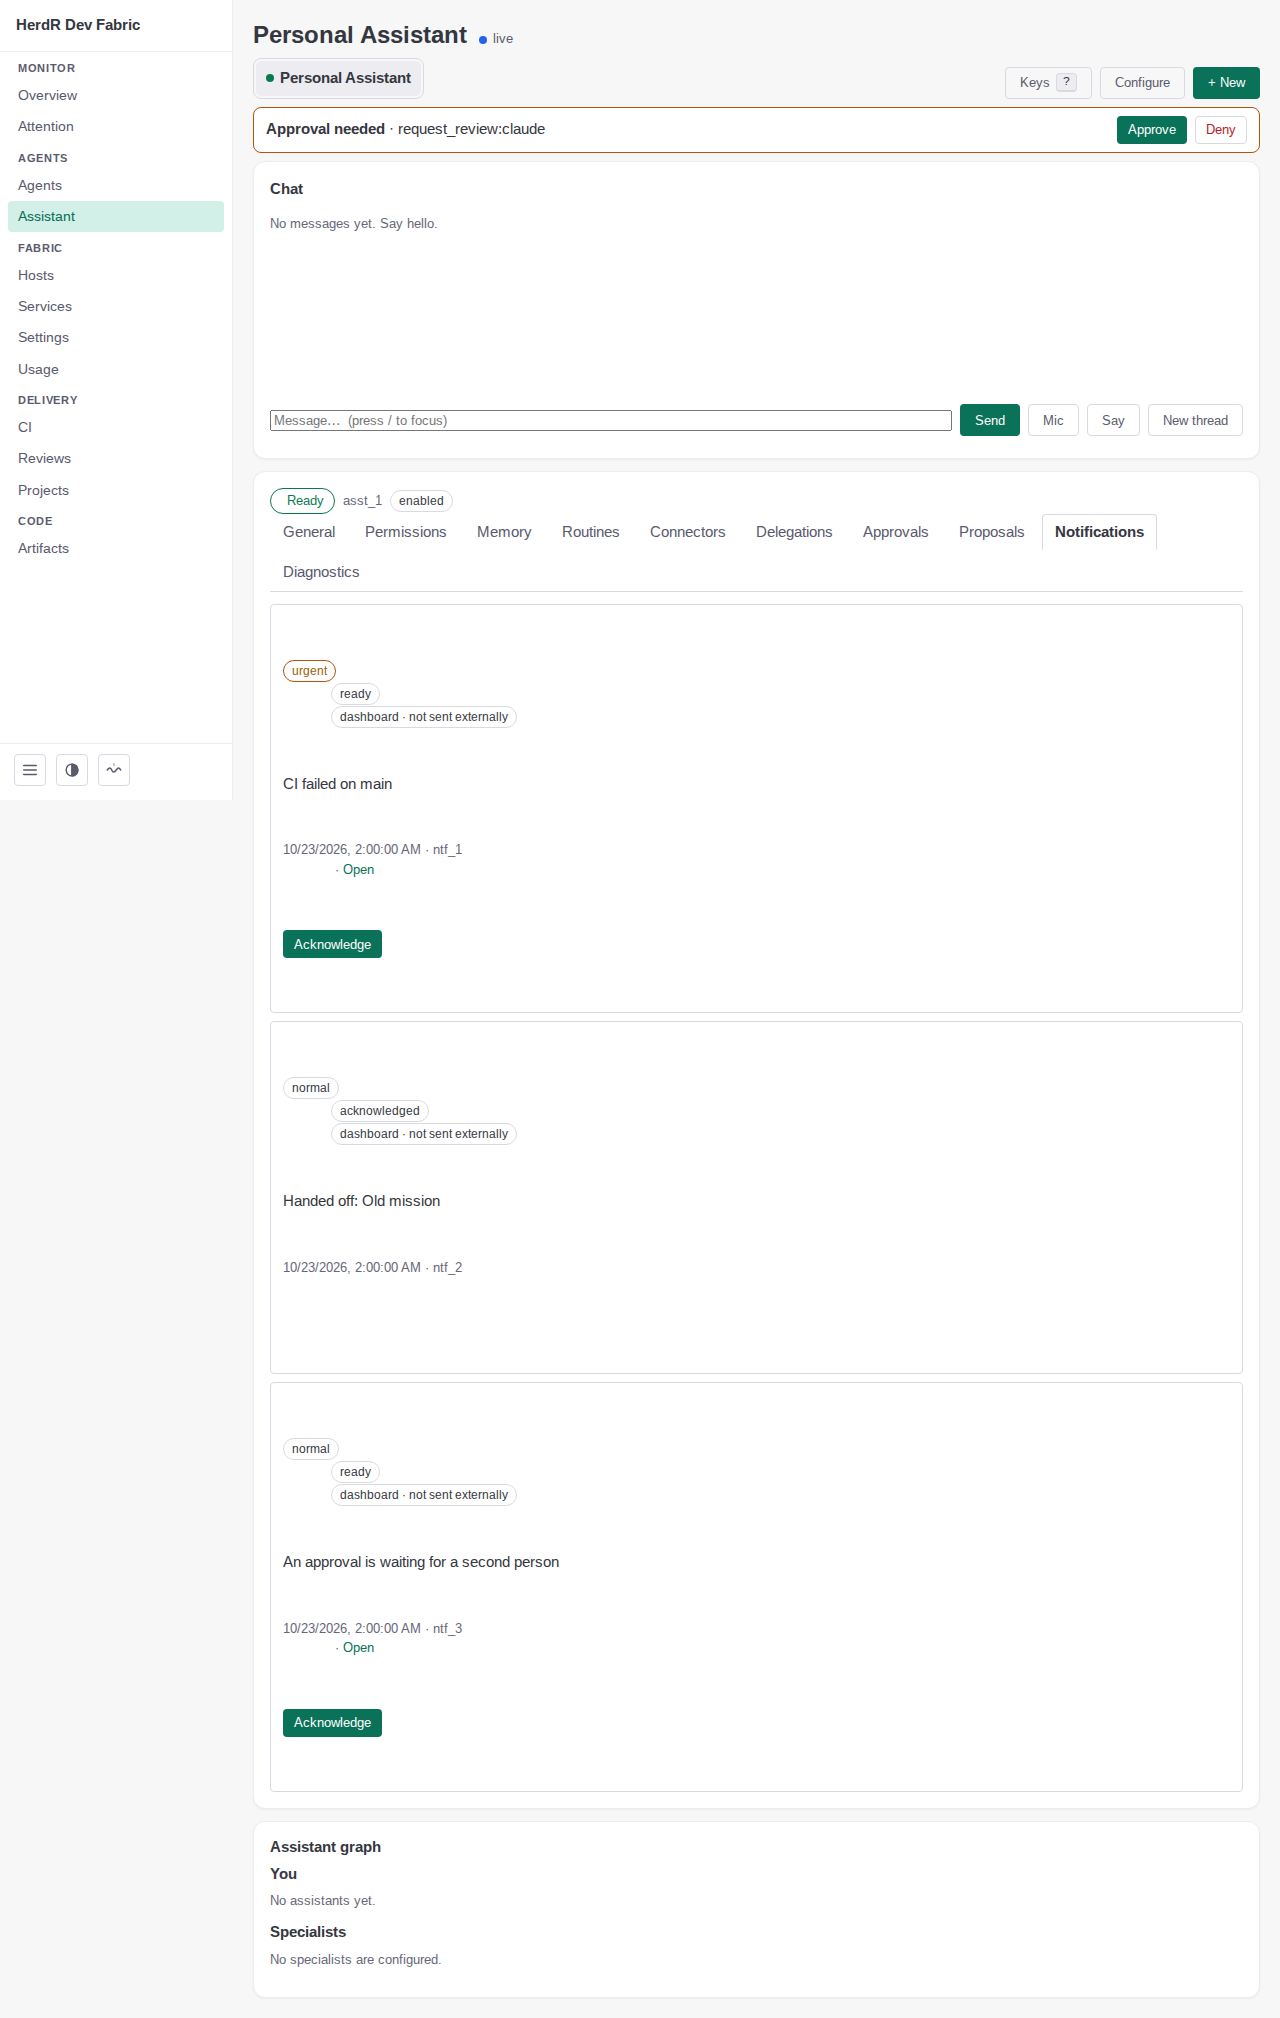 HerdR Dev Fabric
MONITOR
Overview
Attention
AGENTS
Agents
Assistant
FABRIC
Hosts
Services
Settings
Usage
DELIVERY
CI
Reviews
Projects
CODE
Artifacts
Personal Assistant live
Personal Assistant
Keys ? Configure + New
Approval needed · request_review:claude Approve Deny
Chat
No messages yet. Say hello.
Message… (press / to focus) Send Mic Say New thread
Ready asst_1 enabled
General Permissions Memory Routines Connectors Delegations Approvals Proposals Notifications
Diagnostics
urgent
ready
dashboard · not sent externally
CI failed on main
10/23/2026, 2:00:00 AM · ntf_1
· Open
Acknowledge
normal
acknowledged
dashboard · not sent externally
Handed off: Old mission
10/23/2026, 2:00:00 AM · ntf_2
normal
ready
dashboard · not sent externally
An approval is waiting for a second person
10/23/2026, 2:00:00 AM · ntf_3
· Open
Acknowledge
Assistant graph
You
No assistants yet.
Specialists
No specialists are configured.